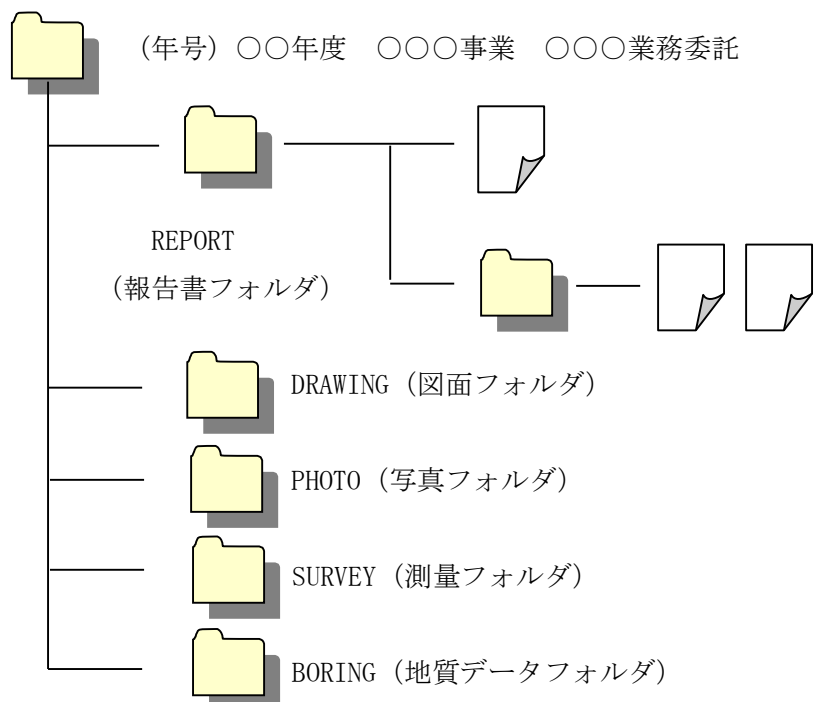 (年号) ○○年度　○○○事業　○○○業務委託
REPORT
(報告書フォルダ)
DRAWING (図面フォルダ)
PHOTO (写真フォルダ)
SURVEY (測量フォルダ)
BORING (地質データフォルダ)